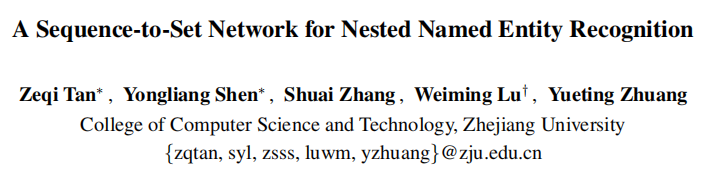 A Sequence-to-Set Network for Nested Named Entity Recognition
Zeqi Tan*, Yongliang Shen*, Shuai Zhang, Weiming Lu†, Yueting Zhuang
College of Computer Science and Technology, Zhejiang University
{zqtan, syl, zsss, luwm, yzhuang}@zju.edu.cn